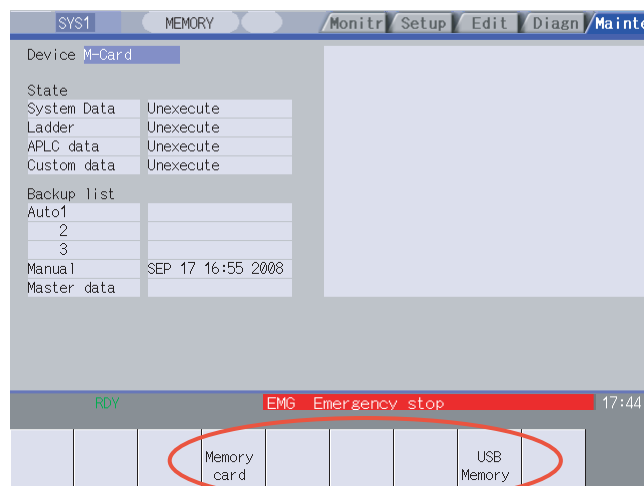 SYS1 MEMORY Monitr Setup Edit Diagn Mainte
Device M-Card
State
System Data Unexecute
Ladder Unexecute
APLC data Unexecute
Custom data Unexecute
Backup list
Auto1
2
3
Manual SEP 17 16:55 2008
Master data
RDY EMG Emergency stop 17:44
Memory card
USB Memory